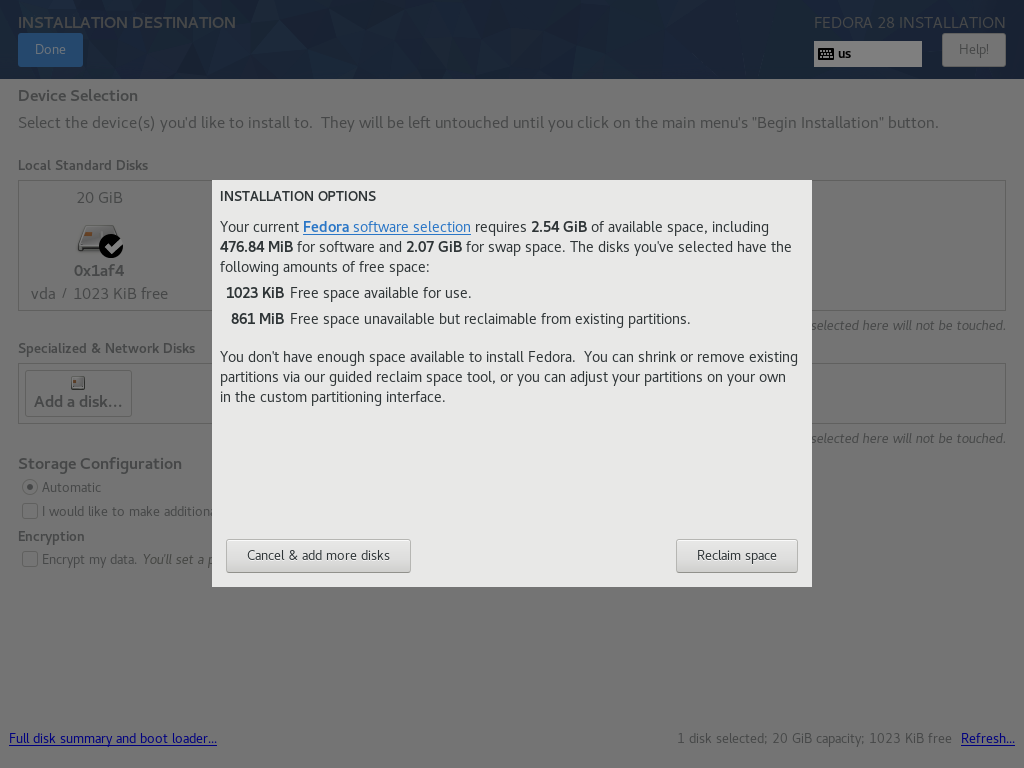 INSTALLATION DESTINATION
FEDORA 28 INSTALLATION
Done
us
Help!
Device Selection
Select the device(s) you'd like to install to.  They will be left untouched until you click on the main menu's "Begin Installation" button.
Local Standard Disks
20 GiB
0x1af4
vda / 1023 KiB free
selected here will not be touched.
Specialized & Network Disks
Add a disk...
selected here will not be touched.
Storage Configuration
Automatic
I would like to make
Encryption
Encrypt my data. You'll set a
INSTALLATION OPTIONS
Your current Fedora software selection requires 2.54 GiB of available space, including
476.84 MiB for software and 2.07 GiB for swap space. The disks you've selected have the
following amounts of free space:
1023 KiB Free space available for use.
861 MiB Free space unavailable but reclaimable from existing partitions.
You don't have enough space available to install Fedora.  You can shrink or remove existing
partitions via our guided reclaim space tool, or you can adjust your partitions on your own
in the custom partitioning interface.
Cancel & add more disks
Reclaim space
Full disk summary and boot loader...
1 disk selected; 20 GiB capacity; 1023 KiB free
Refresh...